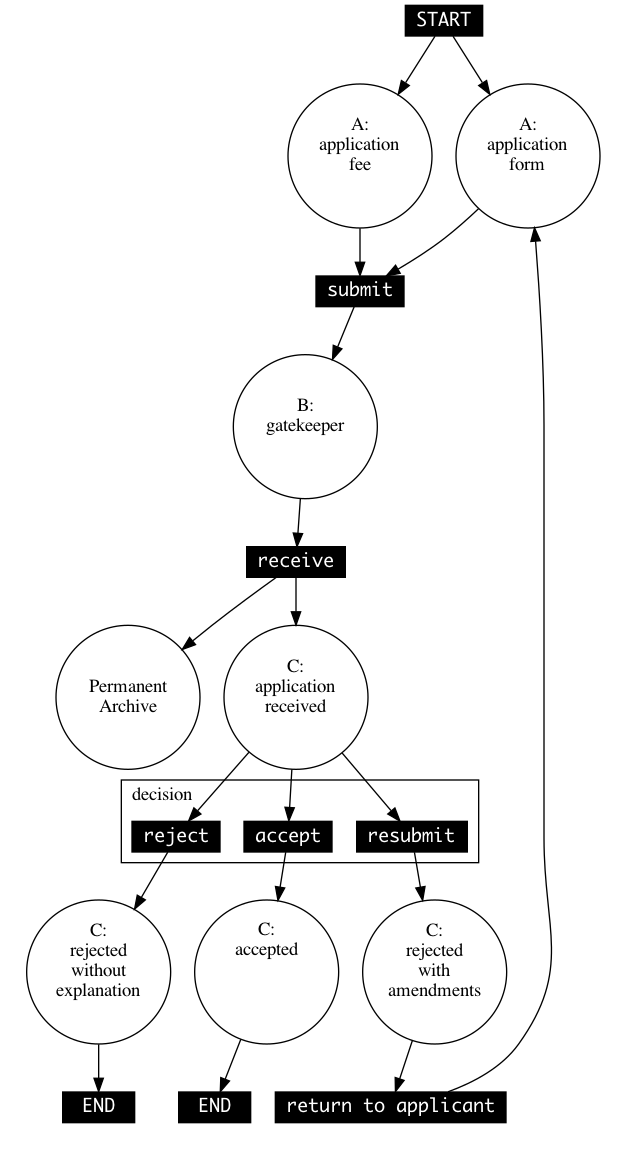 START
A:
application
fee
A:
application
form
submit
B:
gatekeeper
receive
Permanent
Archive
C:
application
received
decision
reject
accept
resubmit
C:
rejected
without
explanation
C:
accepted
C:
rejected
with
amendments
END
END
return to applicant